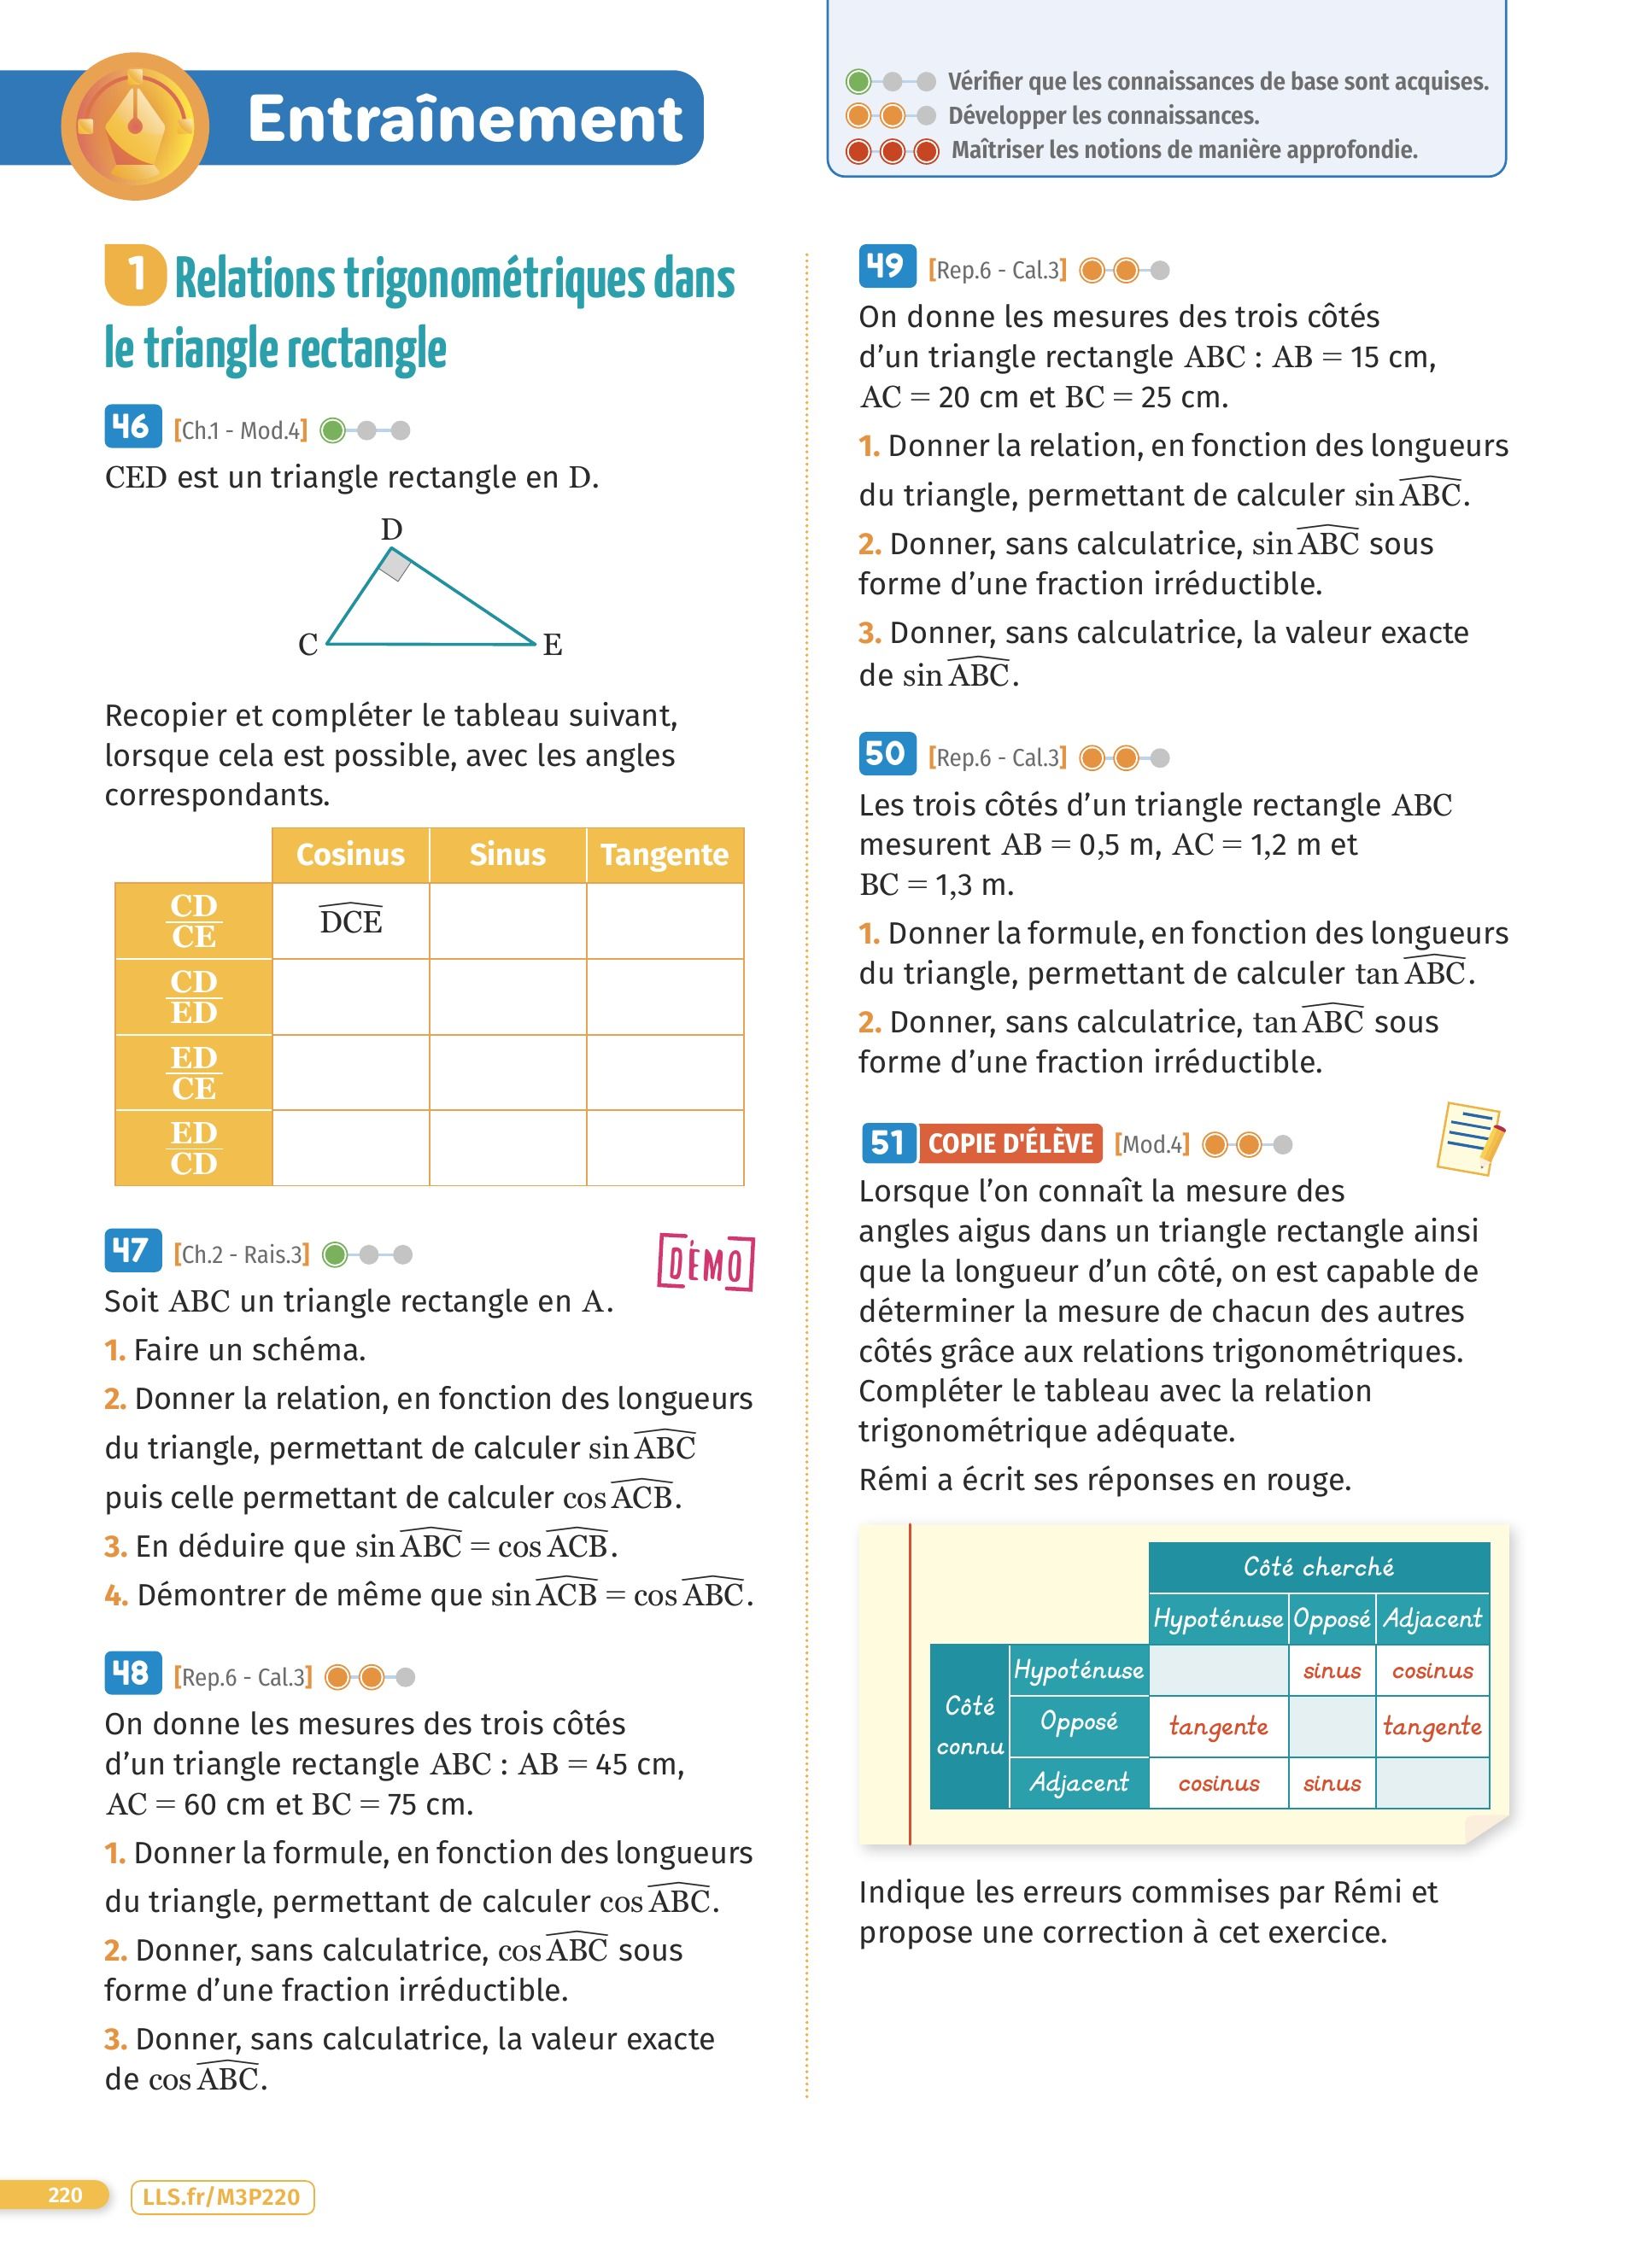 Entraînement
Vérifier que les connaissances de base sont acquises.
Développer les connaissances.
Maîtriser les notions de manière approfondie.
1 Relations trigonométriques dans
le triangle rectangle
46 [Ch.1 - Mod.4]
CED est un triangle rectangle en D.
D
C E
Recopier et compléter le tableau suivant,
lorsque cela est possible, avec les angles
correspondants.
Cosinus Sinus Tangente
CD
CE
DCE
CD
ED
ED
CE
ED
CD
47 [Ch.2 - Rais.3]
DÉMO
Soit ABC un triangle rectangle en A.
1. Faire un schéma.
2. Donner la relation, en fonction des longueurs
du triangle, permettant de calculer sin ABC
puis celle permettant de calculer cos ACB.
3. En déduire que sin ABC = cos ACB.
4. Démontrer de même que sin ACB = cos ABC.
48 [Rep.6 - Cal.3]
On donne les mesures des trois côtés
d'un triangle rectangle ABC : AB = 45 cm,
AC = 60 cm et BC = 75 cm.
1. Donner la formule, en fonction des longueurs
du triangle, permettant de calculer cos ABC.
2. Donner, sans calculatrice, cos ABC sous
forme d'une fraction irréductible.
3. Donner, sans calculatrice, la valeur exacte
de cos ABC.
49 [Rep.6 - Cal.3]
On donne les mesures des trois côtés
d'un triangle rectangle ABC : AB = 15 cm,
AC = 20 cm et BC = 25 cm.
1. Donner la relation, en fonction des longueurs
du triangle, permettant de calculer sin ABC.
2. Donner, sans calculatrice, sin ABC sous
forme d'une fraction irréductible.
3. Donner, sans calculatrice, la valeur exacte
de sin ABC.
50 [Rep.6 - Cal.3]
Les trois côtés d'un triangle rectangle ABC
mesurent AB = 0,5 m, AC = 1,2 m et
BC = 1,3 m.
1. Donner la formule, en fonction des longueurs
du triangle, permettant de calculer tan ABC.
2. Donner, sans calculatrice, tan ABC sous
forme d'une fraction irréductible.
51 COPIE D'ÉLÈVE [Mod.4]
Lorsque l'on connaît la mesure des
angles aigus dans un triangle rectangle ainsi
que la longueur d'un côté, on est capable de
déterminer la mesure de chacun des autres
côtés grâce aux relations trigonométriques.
Compléter le tableau avec la relation
trigonométrique adéquate.
Rémi a écrit ses réponses en rouge.
Côté cherché
Hypoténuse Opposé Adjacent
Côté
connu
Hypoténuse sinus cosinus
Opposé tangente tangente
Adjacent cosinus sinus
Indique les erreurs commises par Rémi et
propose une correction à cet exercice.
220 LLS.fr/M3P220